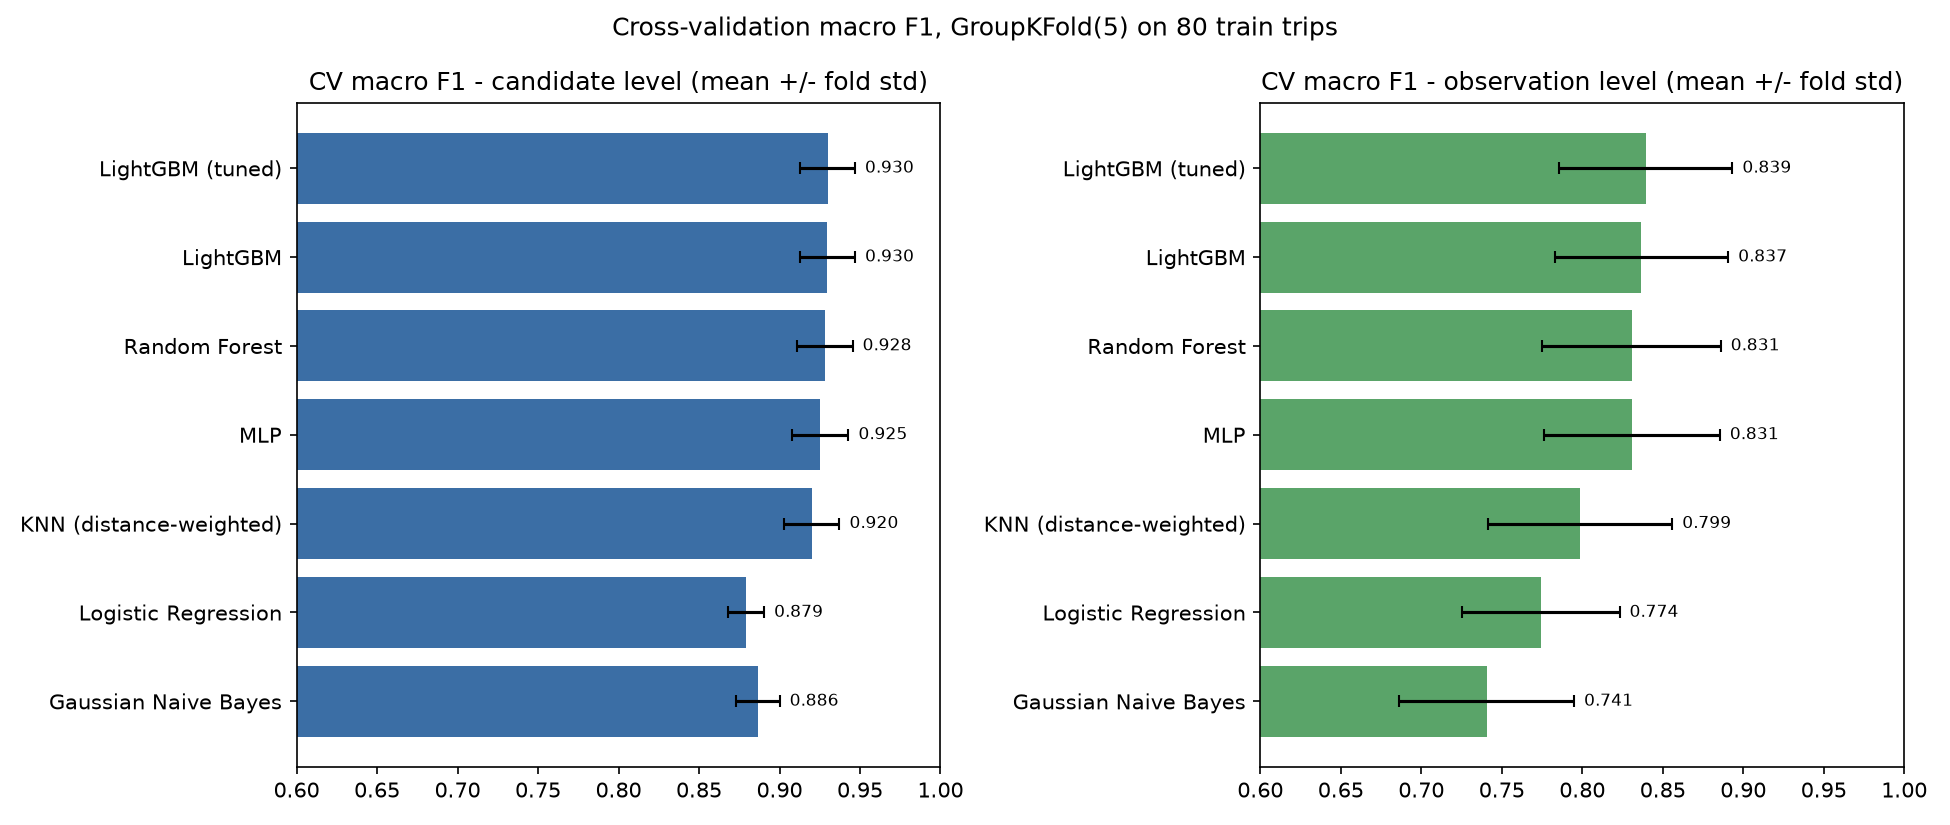 Cross-validation macro F1, GroupKFold(5) on 80 train trips
CV macro F1 - candidate level (mean +/- fold std)
LightGBM (tuned)
0.930
LightGBM
0.930
Random Forest
0.928
MLP
0.925
KNN (distance-weighted)
0.920
Logistic Regression
0.879
Gaussian Naive Bayes
0.886
0.60 0.65 0.70 0.75 0.80 0.85 0.90 0.95 1.00
CV macro F1 - observation level (mean +/- fold std)
LightGBM (tuned)
0.839
LightGBM
0.837
Random Forest
0.831
MLP
0.831
KNN (distance-weighted)
0.799
Logistic Regression
0.774
Gaussian Naive Bayes
0.741
0.60 0.65 0.70 0.75 0.80 0.85 0.90 0.95 1.00